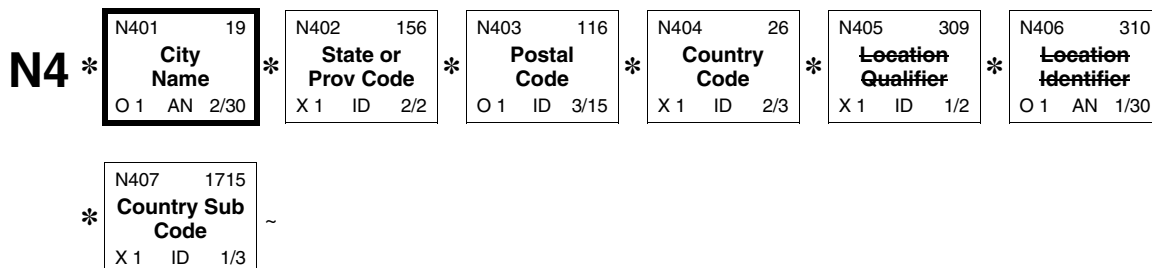 N401 19 N402 156 N403 116 N404 26 N405 309 N406 310
N4 * City Name * State or Prov Code * Postal Code * Country Code * Location Qualifier * Location Identifier
O 1 AN 2/30 X 1 ID 2/2 O 1 ID 3/15 X 1 ID 2/3 X 1 ID 1/2 O 1 AN 1/30
N407 1715
* Country Sub Code ~
X 1 ID 1/3